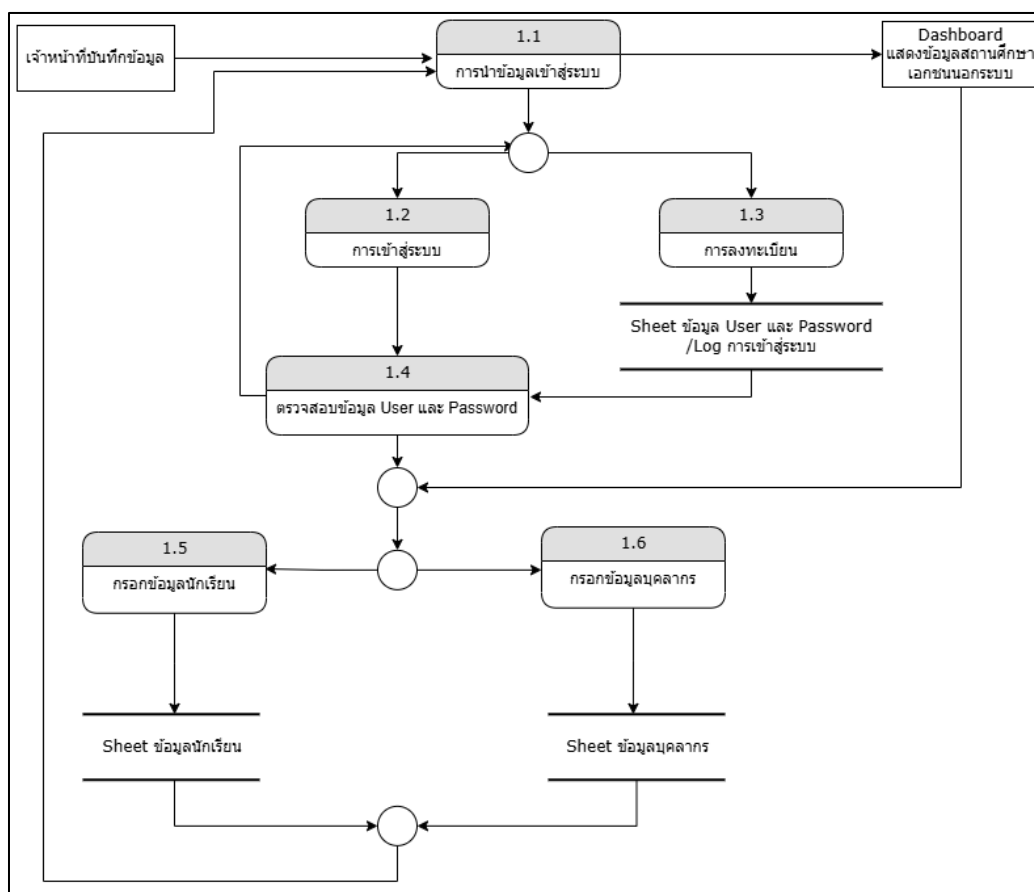 เจ้าหน้าที่บันทึกข้อมูล
1.1
การนำข้อมูลเข้าสู่ระบบ
Dashboard
แสดงข้อมูลสถานศึกษา
เอกชนนอกระบบ
1.2
การเข้าสู่ระบบ
1.3
การลงทะเบียน
Sheet ข้อมูล User และ Password
/Log การเข้าสู่ระบบ
1.4
ตรวจสอบข้อมูล User และ Password
1.5
กรอกข้อมูลนักเรียน
1.6
กรอกข้อมูลบุคลากร
Sheet ข้อมูลนักเรียน
Sheet ข้อมูลบุคลากร